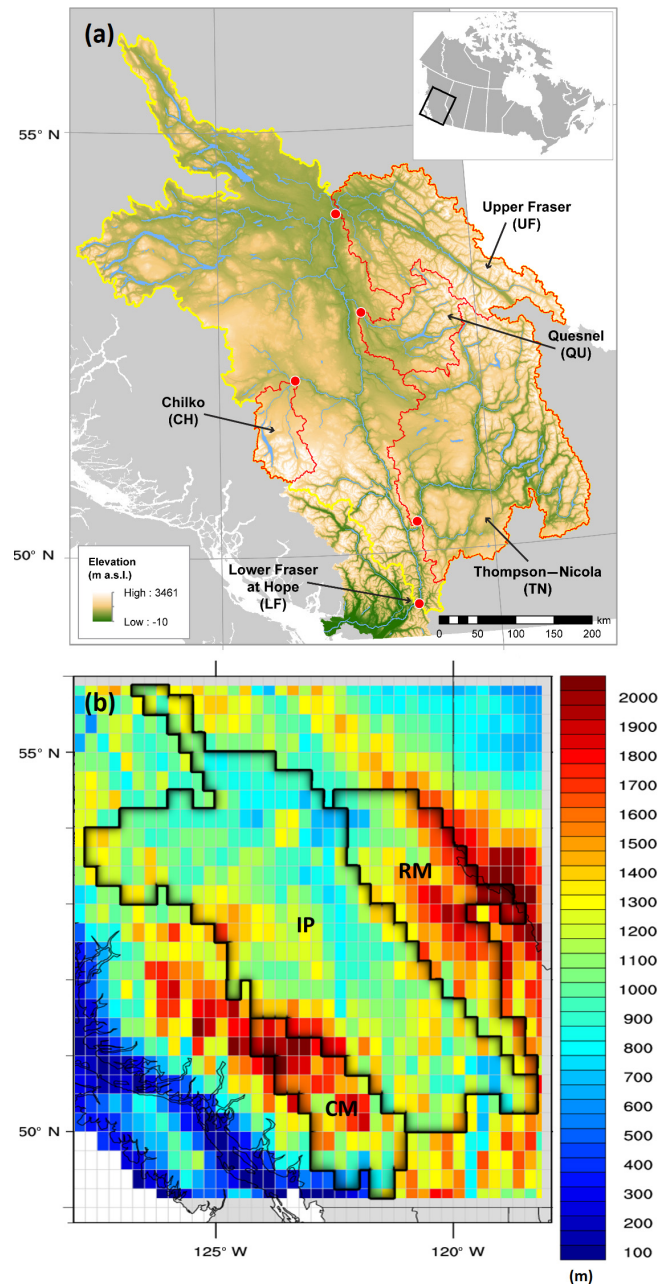 (a)
55° N
Upper Fraser
(UF)
Quesnel
(QU)
Chilko
(CH)
50° N
Elevation
(m a.s.l.)
High : 3461
Low : -10
Lower Fraser
at Hope
(LF)
Thompson—Nicola
(TN)
0 25 50 100 150 200
km
(b)
55° N
RM
IP
CM
50° N
125° W
120° W
2000
1900
1800
1700
1600
1500
1400
1300
1200
1100
1000
900
800
700
600
500
400
300
200
100
(m)